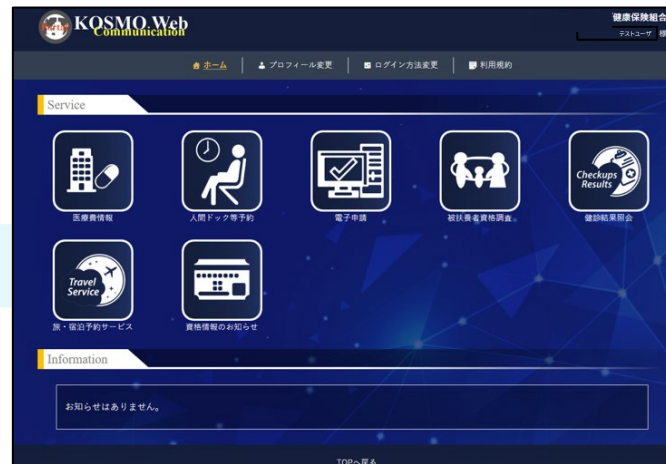 KOSMO Web
Communication
健康保険組合
テストユーザ 様
ホーム
プロフィール変更
ログイン方法変更
利用規約
Service
医療費情報
人間ドック等予約
電子申請
被扶養者資格調査
Checkups
Results
健診結果照会
Travel
Service
旅・宿泊予約サービス
資格情報のお知らせ
Information
お知らせはありません。
TOPへ戻る